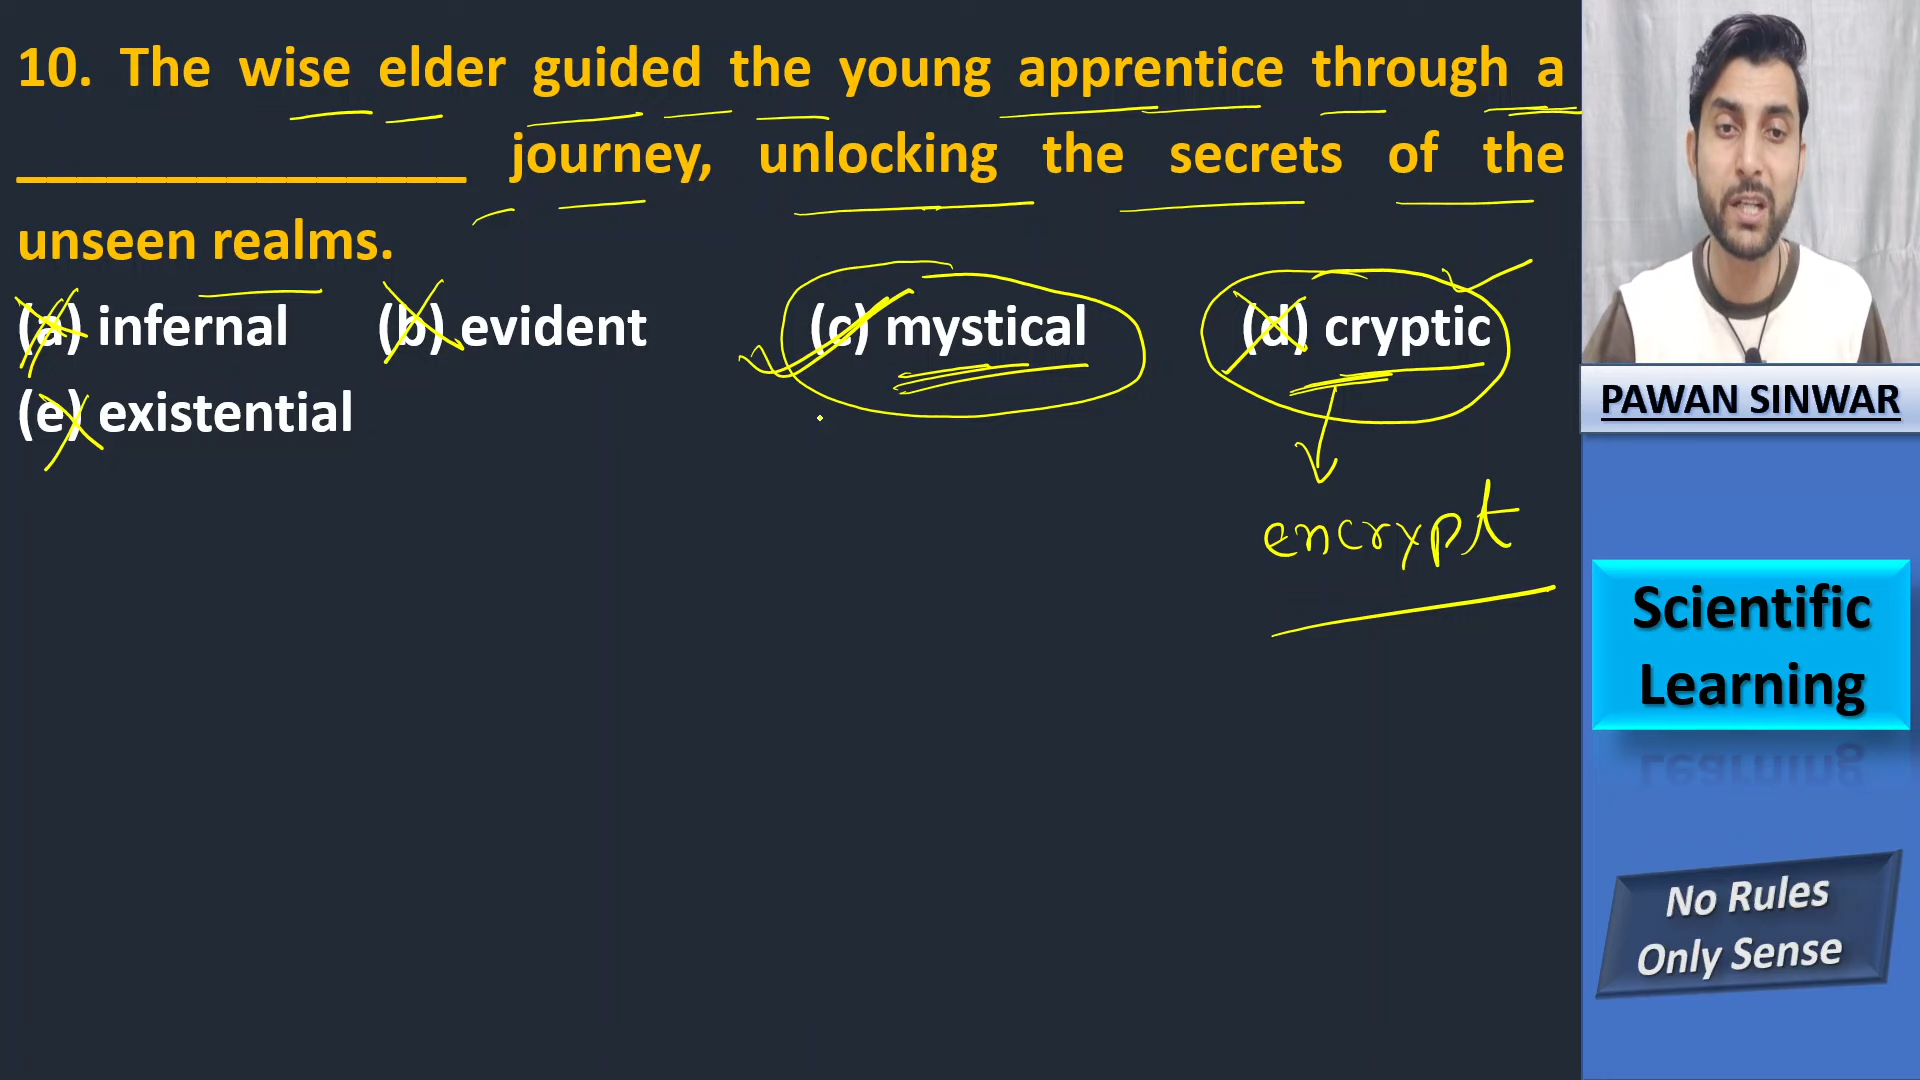 10. The wise elder guided the young apprentice through a
_______________ journey, unlocking the secrets of the
unseen realms.
(a) infernal (b) evident (c) mystical (d) cryptic
(e) existential
encrypt
PAWAN SINWAR
Scientific
Learning
No Rules
Only Sense